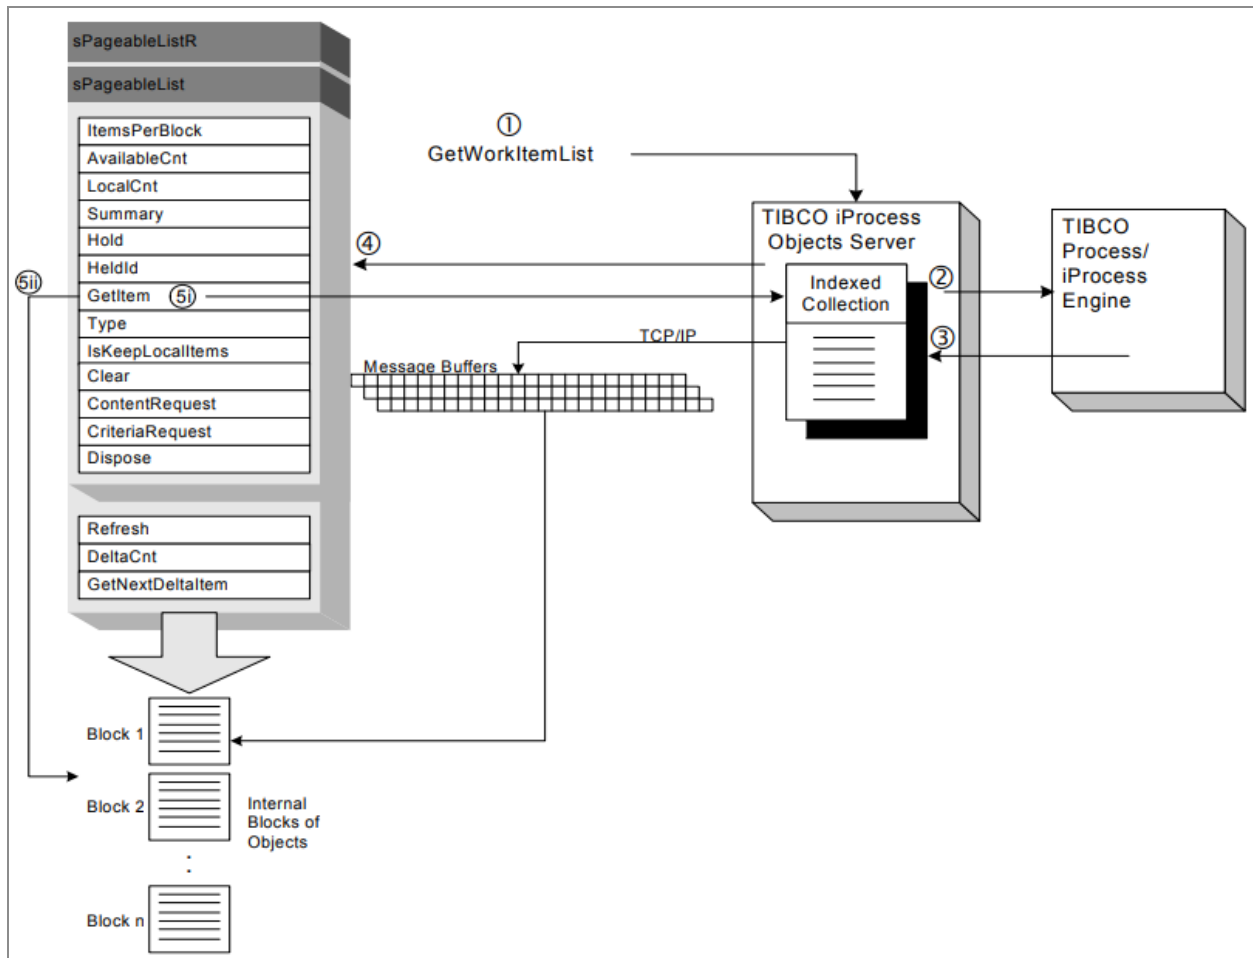 sPageableListR
sPageableList
ItemsPerBlock
AvailableCnt
LocalCnt
Summary
Hold
HeldId
GetItem
Type
IsKeepLocalItems
Clear
ContentRequest
CriteriaRequest
Dispose
Refresh
DeltaCnt
GetNextDeltaItem
①
GetWorkItemList
TIBCO iProcess
Objects Server
Indexed
Collection
TIBCO
Process/
iProcess
Engine
②
③
④
5i
5ii
TCP/IP
Message Buffers
Block 1
Block 2
Internal
Blocks of
Objects
:
Block n